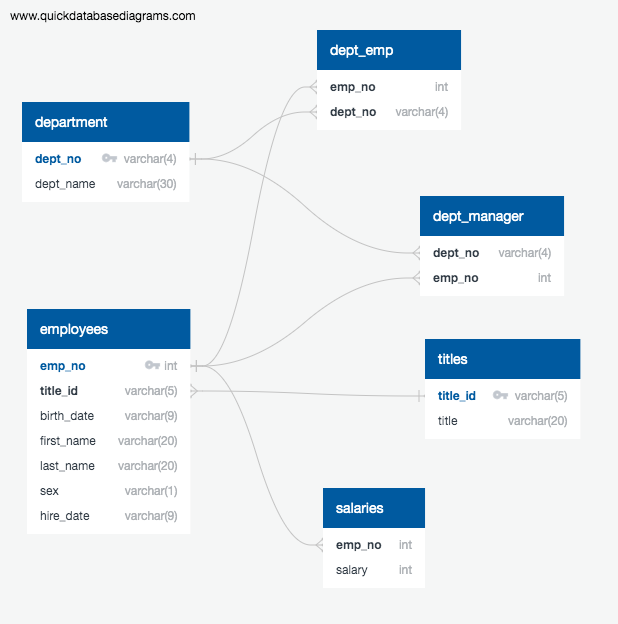 www.quickdatabasediagrams.com
dept_emp
emp_no int
dept_no varchar(4)
department
dept_no varchar(4)
dept_name varchar(30)
dept_manager
dept_no varchar(4)
emp_no int
employees
emp_no int
title_id varchar(5)
birth_date varchar(9)
first_name varchar(20)
last_name varchar(20)
sex varchar(1)
hire_date varchar(9)
titles
title_id varchar(5)
title varchar(20)
salaries
emp_no int
salary int